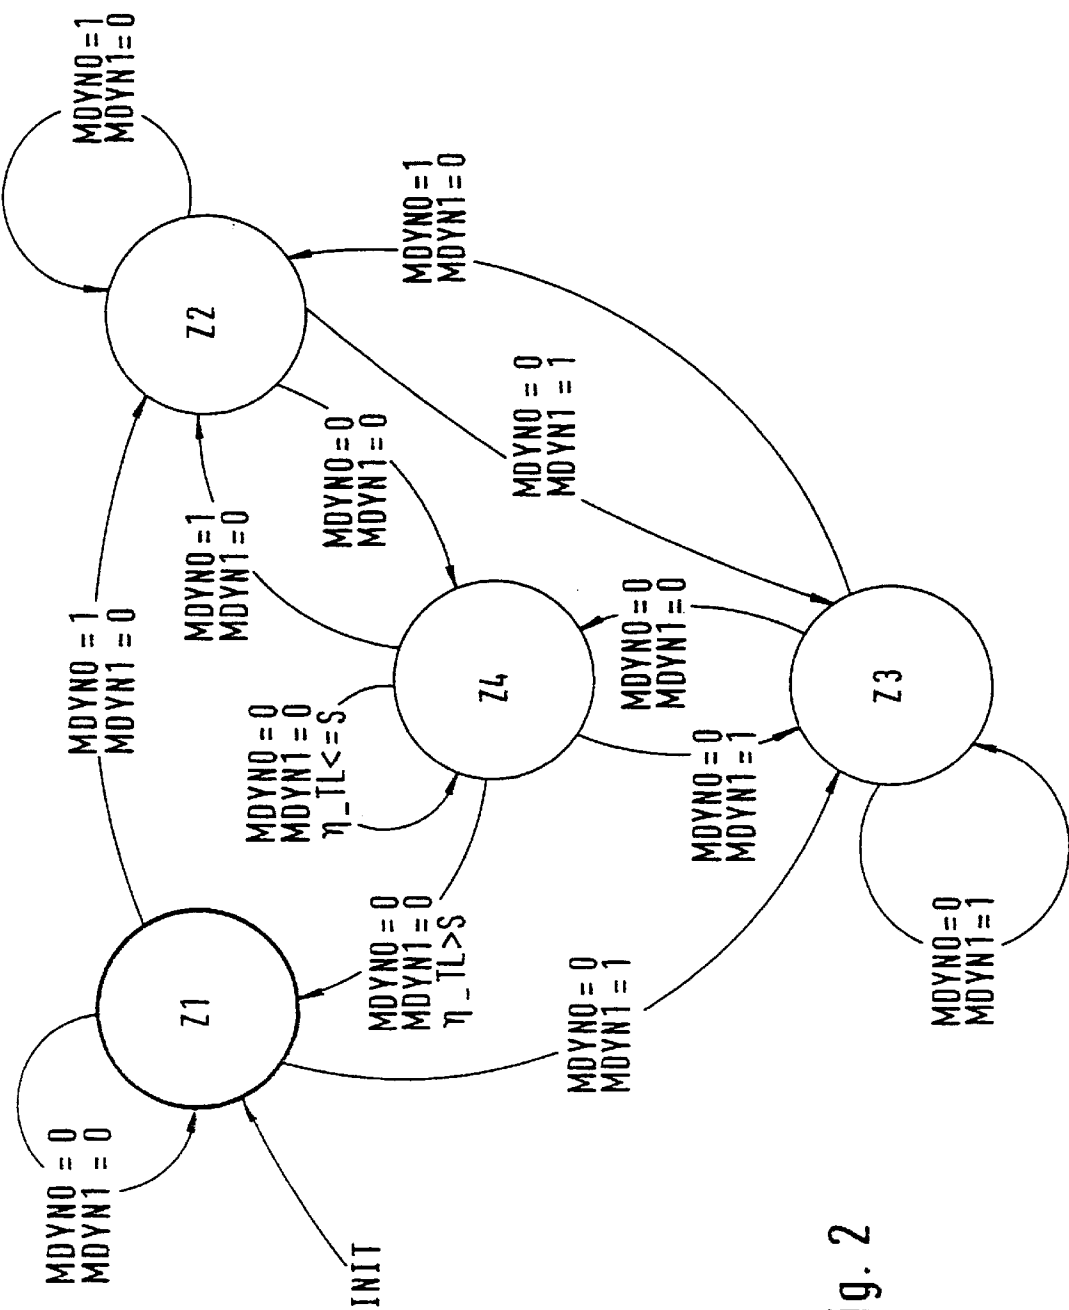 MDYN0=1
MDYN1=0
Z2
MDYN0=1
MDYN1=0
MDYN0 = 1
MDYN1 = 0
MDYN0=1
MDYN1=0
MDYN0=0
MDYN1=0
MDYN0 = 0
MDYN1 = 1
MDYN0=0
MDYN1=0
η_TL<=S
Z4
MDYN0=0
MDYN1=0
Z3
MDYN0=0
MDYN1=1
Z1
MDYN0=0
MDYN1=0
η_TL>S
MDYN0 = 0
MDYN1 = 1
MDYN0=0
MDYN1=1
MDYN0 = 0
MDYN1 = 0
INIT
g. 2